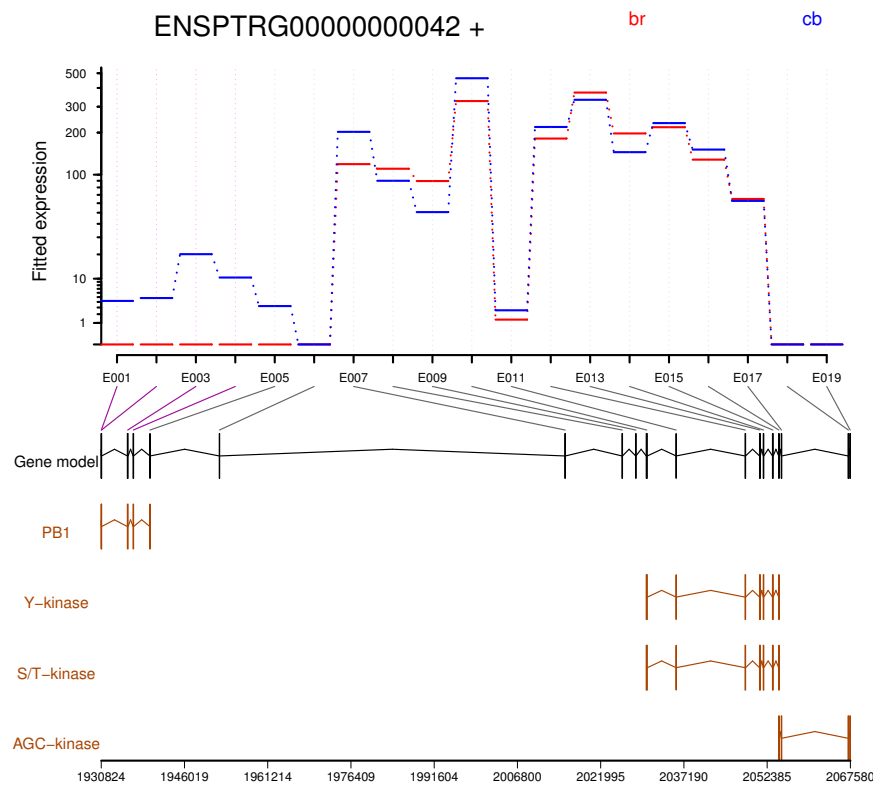 ENSPTRG00000000042 +
br
cb
Fitted expression
500
300
200
100
10
1
E001
E003
E005
E007
E009
E011
E013
E015
E017
E019
Gene model
PB1
Y−kinase
S/T−kinase
AGC−kinase
1930824
1946019
1961214
1976409
1991604
2006800
2021995
2037190
2052385
2067580